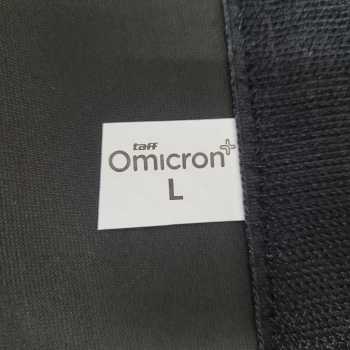 taff
Omicron+
L